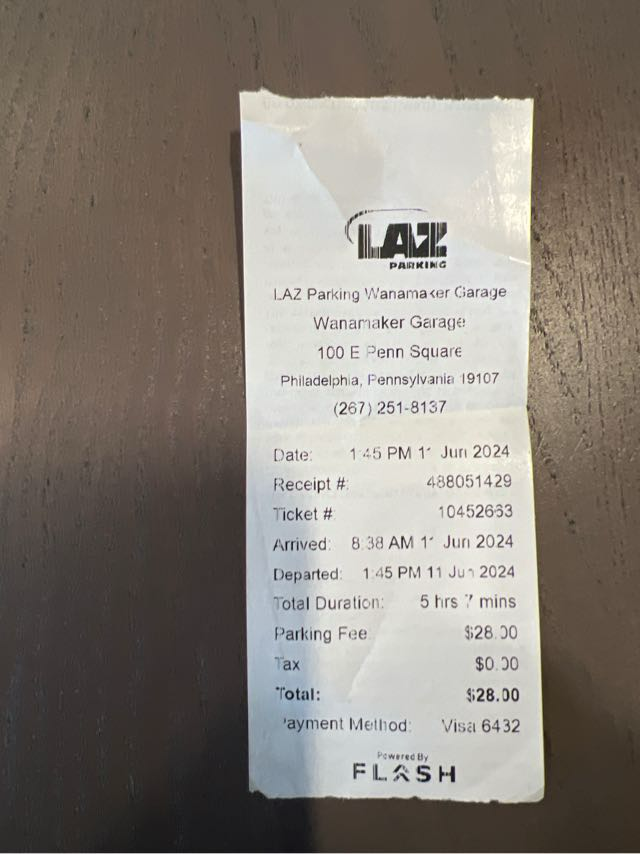 LAZ
PARKING
LAZ Parking Wanamaker Garage
Wanamaker Garage
100 E Penn Square
Philadelphia, Pennsylvania 19107
(267) 251-8137
Date: 1:45 PM 11 Jun 2024
Receipt #: 488051429
Ticket # 10452663
Arrived: 8:38 AM 11 Jun 2024
Departed: 1:45 PM 11 Jun 2024
Total Duration: 5 hrs 7 mins
Parking Fee $28.00
Tax $0.00
Total: $28.00
Payment Method: Visa 6432
Powered By
FLASH